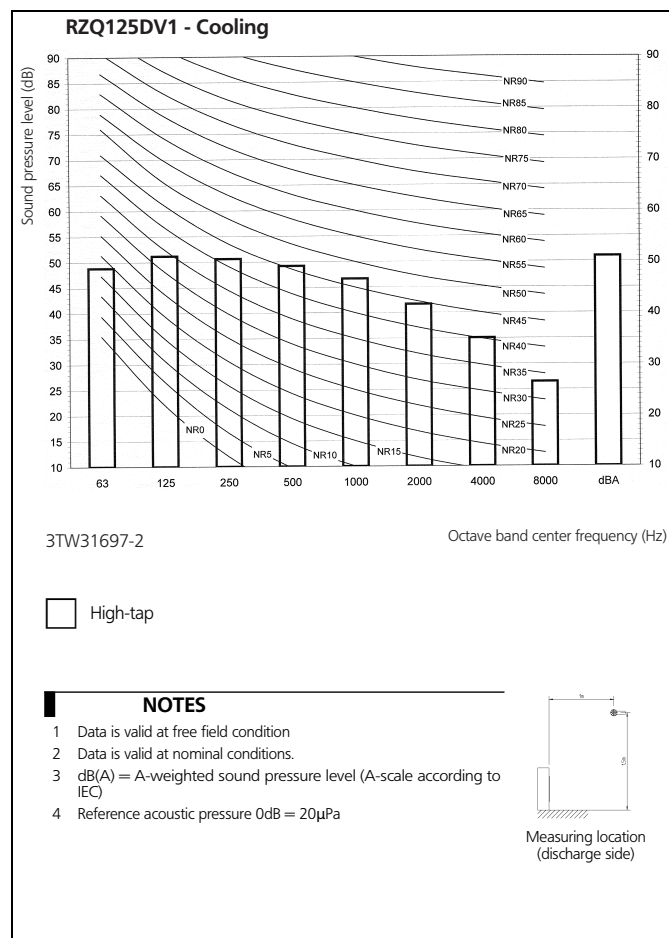 RZQ125DV1 - Cooling
Sound pressure level (dB)
90
85
80
75
70
65
60
55
50
45
40
35
30
25
20
15
10
90
80
70
60
50
40
30
20
10
NR90
NR85
NR80
NR75
NR70
NR65
NR60
NR55
NR50
NR45
NR40
NR35
NR30
NR25
NR20
NR0
NR5
NR10
NR15
63 125 250 500 1000 2000 4000 8000 dBA
3TW31697-2
Octave band center frequency (Hz)
High-tap
NOTES
1 Data is valid at free field condition
2 Data is valid at nominal conditions.
3 dB(A) = A-weighted sound pressure level (A-scale according to
IEC)
4 Reference acoustic pressure 0dB = 20µPa
1m
Measuring location
(discharge side)